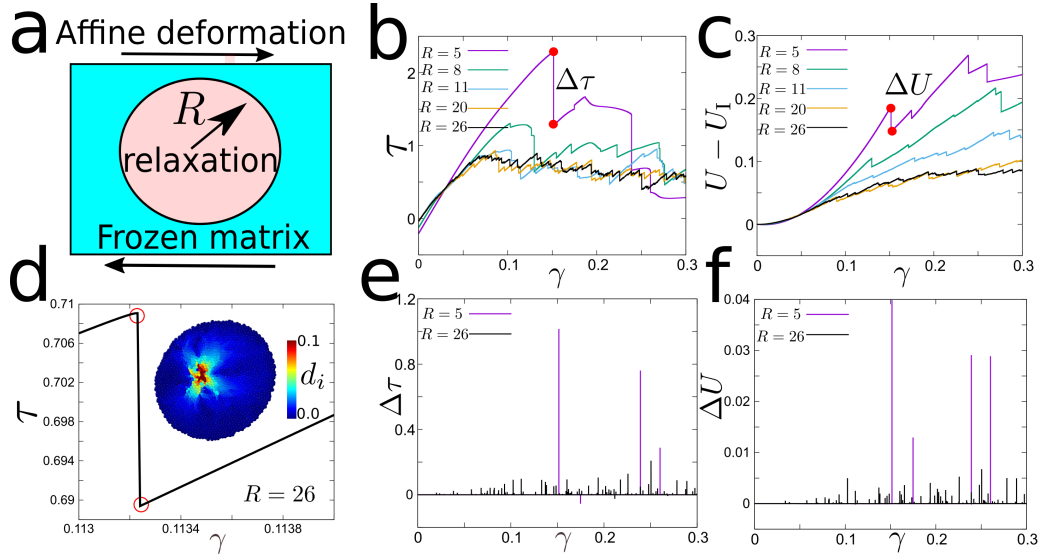 a
Affine deformation
R
relaxation
Frozen matrix
b
R = 5
R = 8
R = 11
R = 20
R = 26
Δτ
τ
2
1
0
0
0.1
0.2
0.3
γ
c
R = 5
R = 8
R = 11
R = 20
R = 26
ΔU
U − U_I
0.3
0.2
0.1
0.00
0
0.1
0.2
0.3
γ
d
0.71
0.706
0.702
0.698
0.694
0.69
τ
0.1
d_i
0.0
R = 26
0.113
0.1134
0.1138
γ
e
R = 5
R = 26
Δτ
1.2
0.8
0.4
0
0
0.1
0.2
0.3
γ
f
R = 5
R = 26
ΔU
0.04
0.03
0.02
0.01
0
0
0.1
0.2
0.3
γ